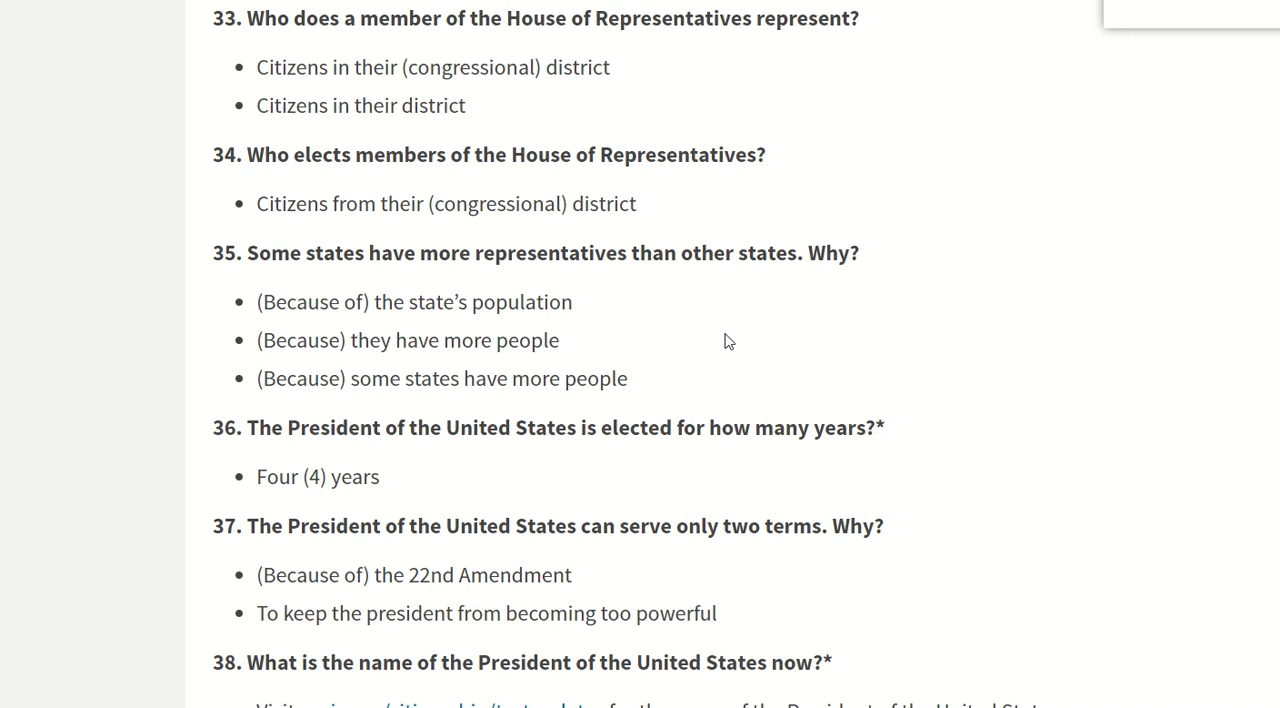 33. Who does a member of the House of Representatives represent?
• Citizens in their (congressional) district
• Citizens in their district
34. Who elects members of the House of Representatives?
• Citizens from their (congressional) district
35. Some states have more representatives than other states. Why?
• (Because of) the state’s population
• (Because) they have more people
• (Because) some states have more people
36. The President of the United States is elected for how many years?*
• Four (4) years
37. The President of the United States can serve only two terms. Why?
• (Because of) the 22nd Amendment
• To keep the president from becoming too powerful
38. What is the name of the President of the United States now?*